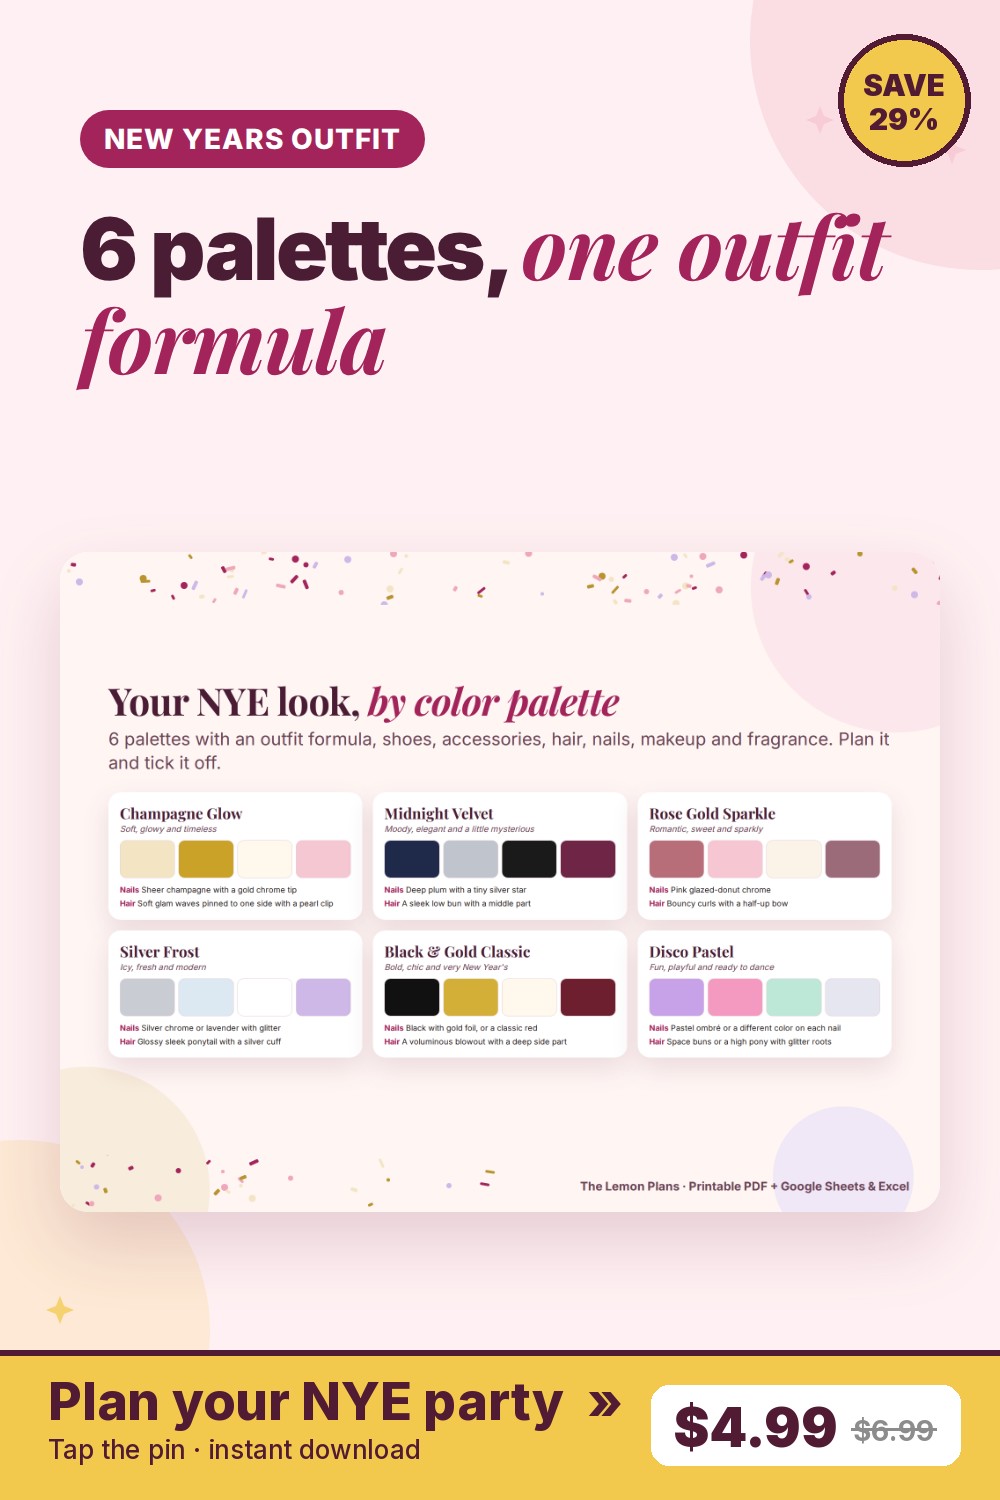 SAVE
29%
NEW YEARS OUTFIT
6 palettes, one outfit
formula
Your NYE look, by color palette
6 palettes with an outfit formula, shoes, accessories, hair, nails, makeup and fragrance. Plan it
and tick it off.
Champagne Glow
Soft, glowy and timeless
Nails Sheer champagne with a gold chrome tip
Hair Soft glam waves pinned to one side with a pearl clip
Midnight Velvet
Moody, elegant and a little mysterious
Nails Deep plum with a tiny silver star
Hair A sleek low bun with a middle part
Rose Gold Sparkle
Romantic, sweet and sparkly
Nails Pink glazed-donut chrome
Hair Bouncy curls with a half-up bow
Silver Frost
Icy, fresh and modern
Nails Silver chrome or lavender with glitter
Hair Glossy sleek ponytail with a silver cuff
Black & Gold Classic
Bold, chic and very New Year's
Nails Black with gold foil, or a classic red
Hair A voluminous blowout with a deep side part
Disco Pastel
Fun, playful and ready to dance
Nails Pastel ombré or a different color on each nail
Hair Space buns or a high pony with glitter roots
The Lemon Plans · Printable PDF + Google Sheets & Excel
Plan your NYE party »
Tap the pin · instant download
$4.99 $6.99